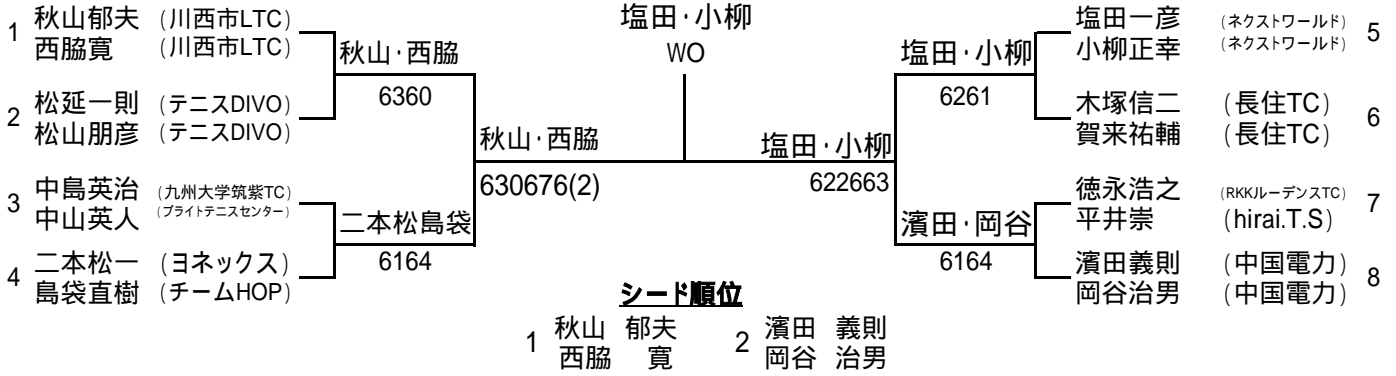 塩田・小柳
WO
1 秋山郁夫 (川西市LTC)
西脇寛 (川西市LTC)
秋山・西脇
6360
2 松延一則 (テニスDIVO)
松山朋彦 (テニスDIVO)
秋山・西脇
630676(2)
3 中島英治 (九州大学筑紫TC)
中山英人 (ブライトテニスセンター)
二本松島袋
6164
4 二本松一 (ヨネックス)
島袋直樹 (チームHOP)
塩田一彦 (ネクストワールド) 5
小柳正幸 (ネクストワールド)
塩田・小柳
6261
木塚信二 (長住TC) 6
賀来祐輔 (長住TC)
塩田・小柳
622663
徳永浩之 (RKKルーデンスTC) 7
平井崇 (hirai.T.S)
濱田・岡谷
6164
濱田義則 (中国電力) 8
岡谷治男 (中国電力)
シード順位
1 秋山 郁夫 2 濱田 義則
西脇 寛 岡谷 治男